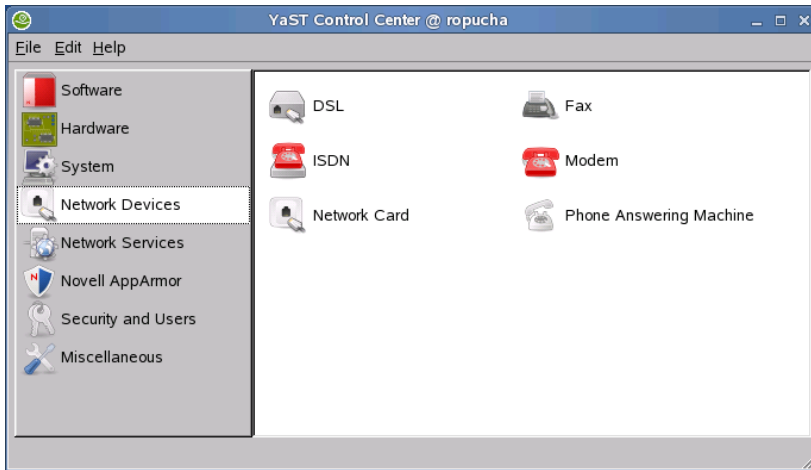 YaST Control Center @ ropucha
File Edit Help
Software
Hardware
System
Network Devices
Network Services
Novell AppArmor
Security and Users
Miscellaneous
DSL
Fax
ISDN
Modem
Network Card
Phone Answering Machine